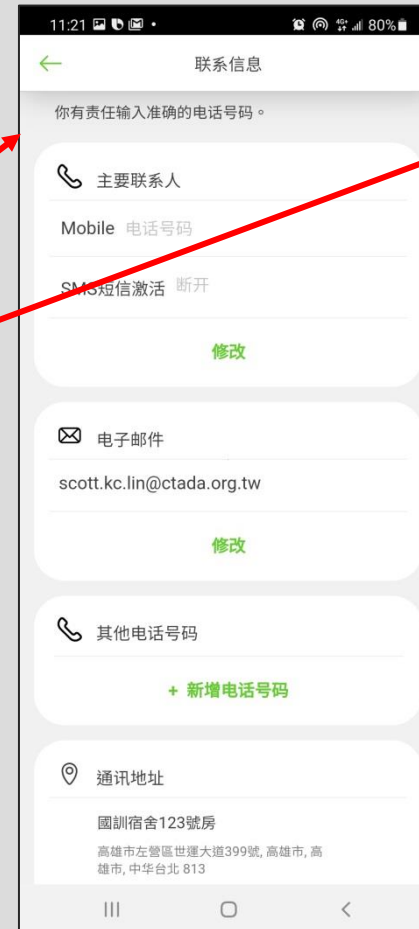 11:21
80%
联系信息
你有责任输入准确的电话号码。
主要联系人
Mobile 电话号码
SMS短信激活 断开
修改
电子邮件
scott.kc.lin@ctada.org.tw
修改
其他电话号码
+ 新增电话号码
通讯地址
國訓宿舍123號房
高雄市左營區世運大道399號, 高雄市, 高
雄市, 中华台北 813